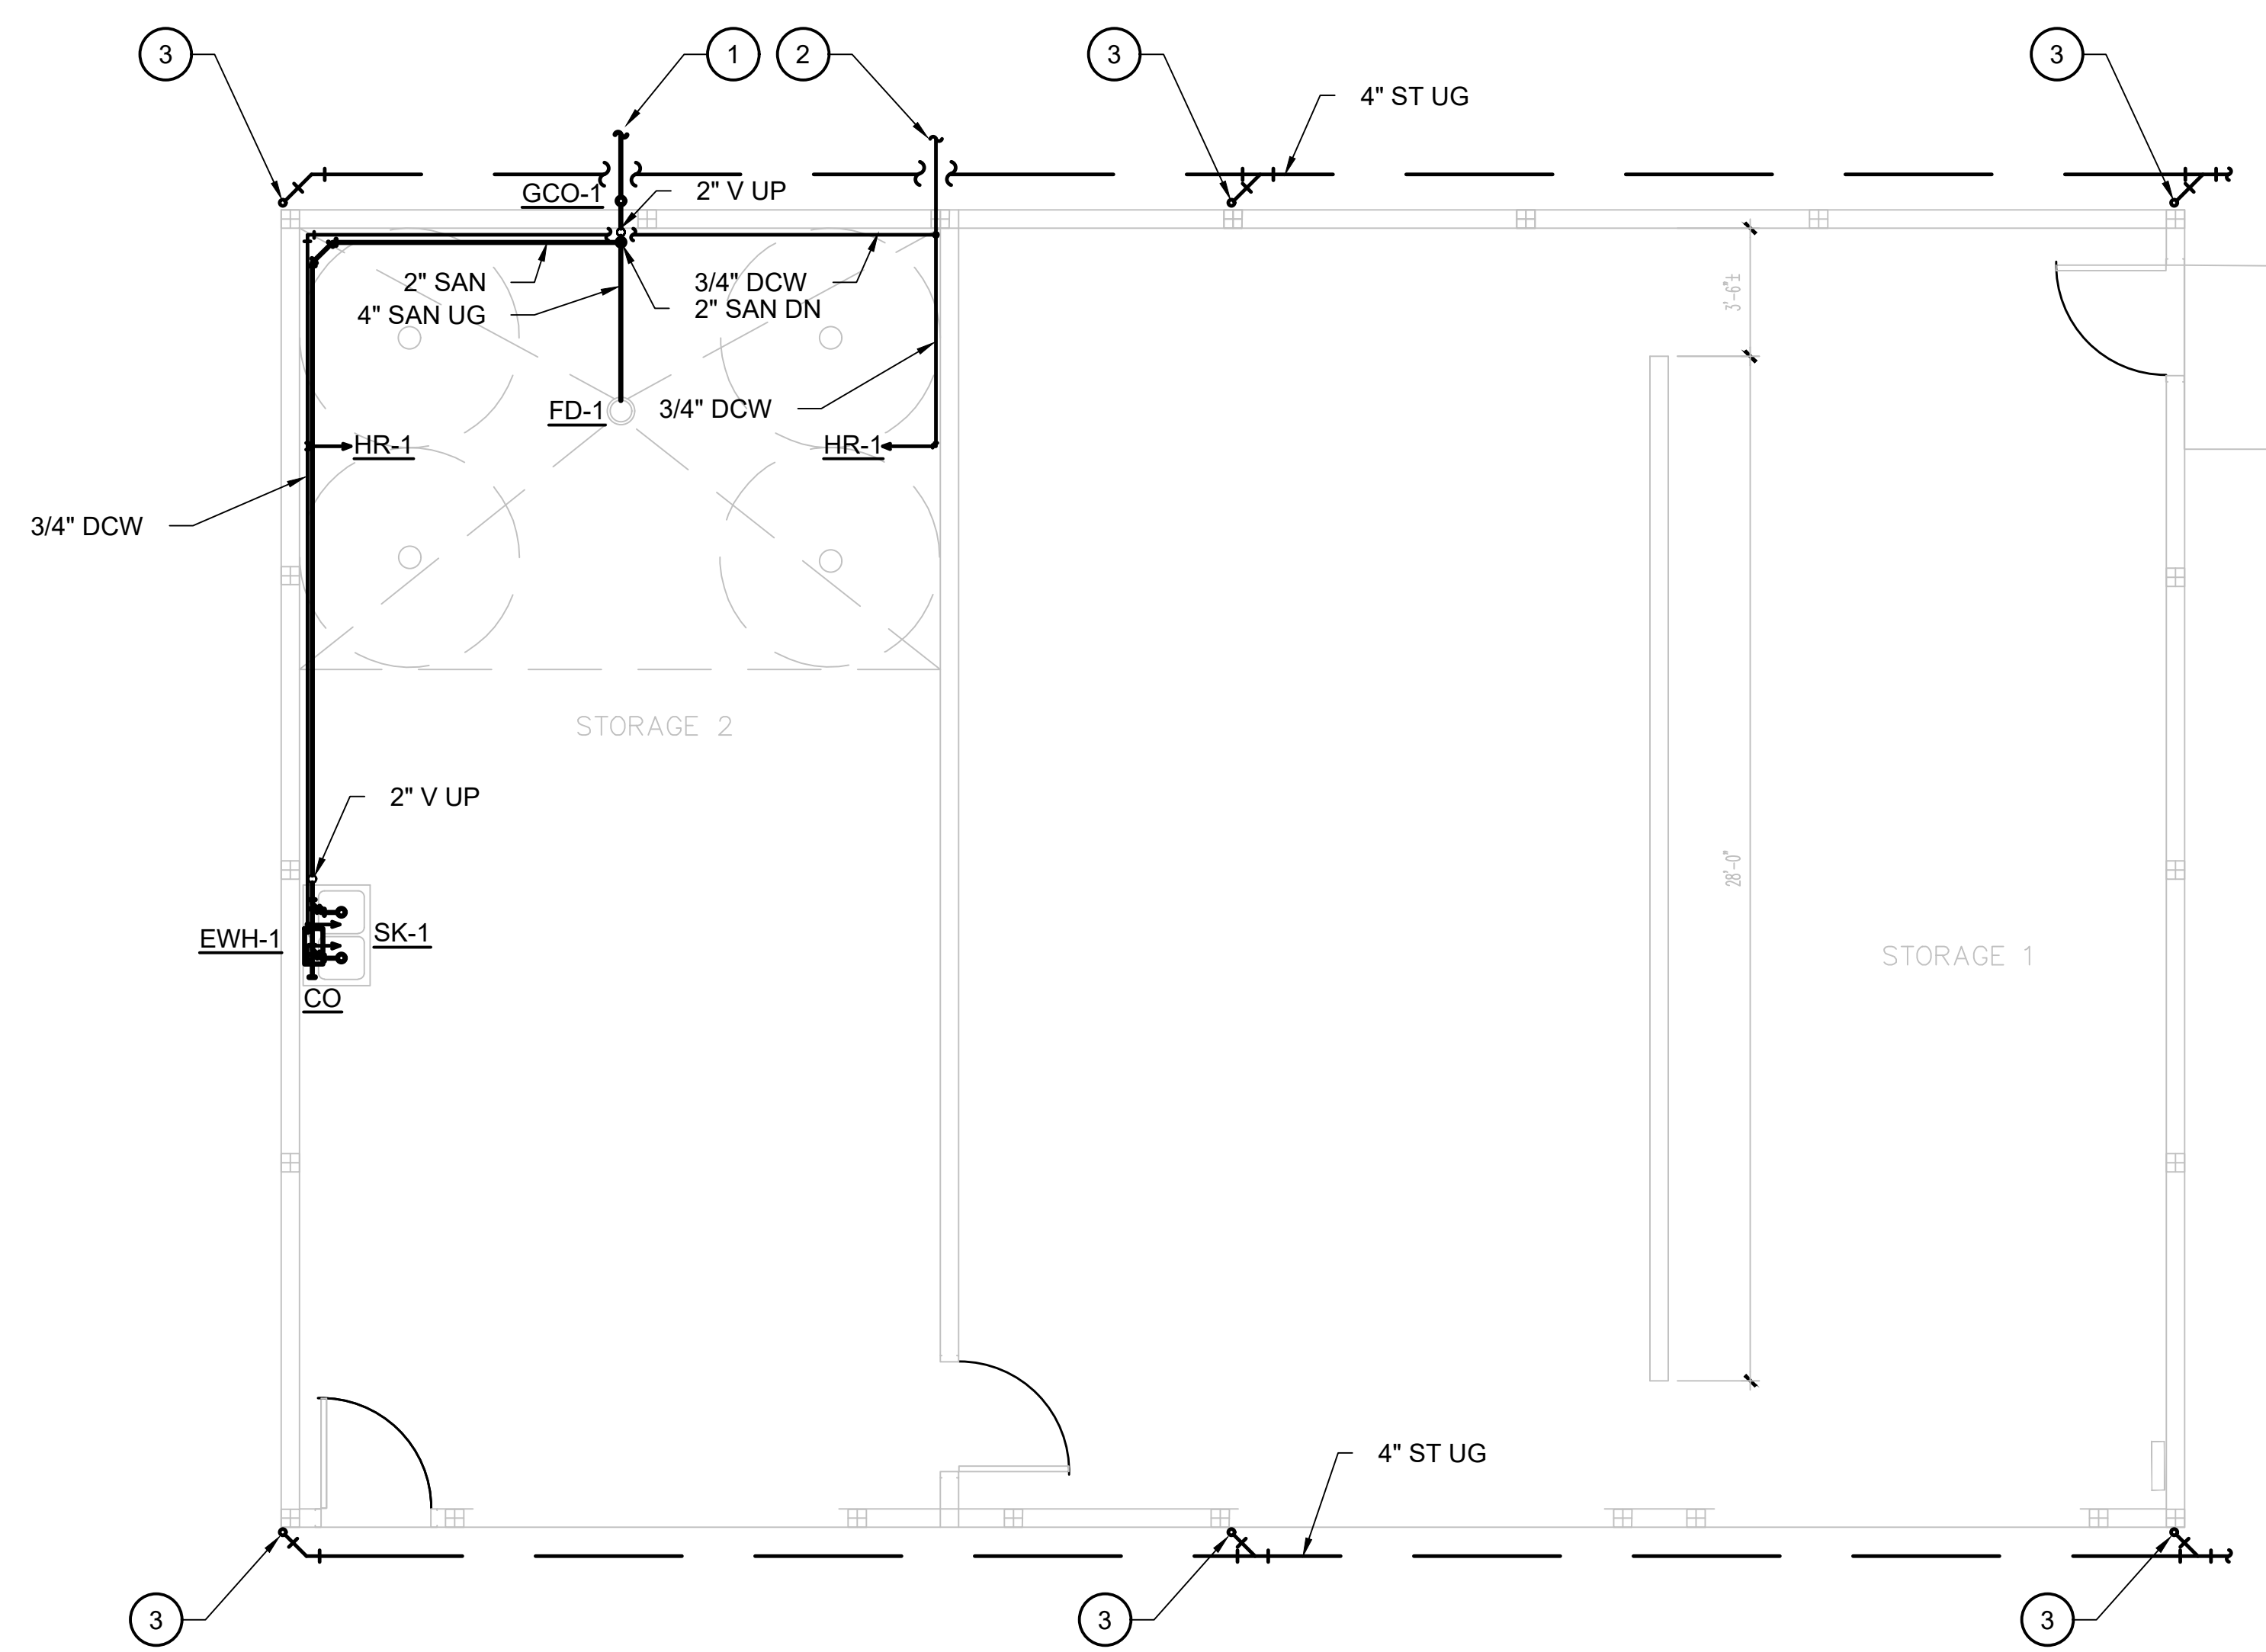 3
1
2
3
3
4" ST UG
GCO-1
2" V UP
2" SAN
3/4" DCW
4" SAN UG
2" SAN DN
3'-6"±
FD-1
3/4" DCW
HR-1
HR-1
3/4" DCW
STORAGE 2
2" V UP
28'-0"
EWH-1
SK-1
STORAGE 1
CO
4" ST UG
3
3
3